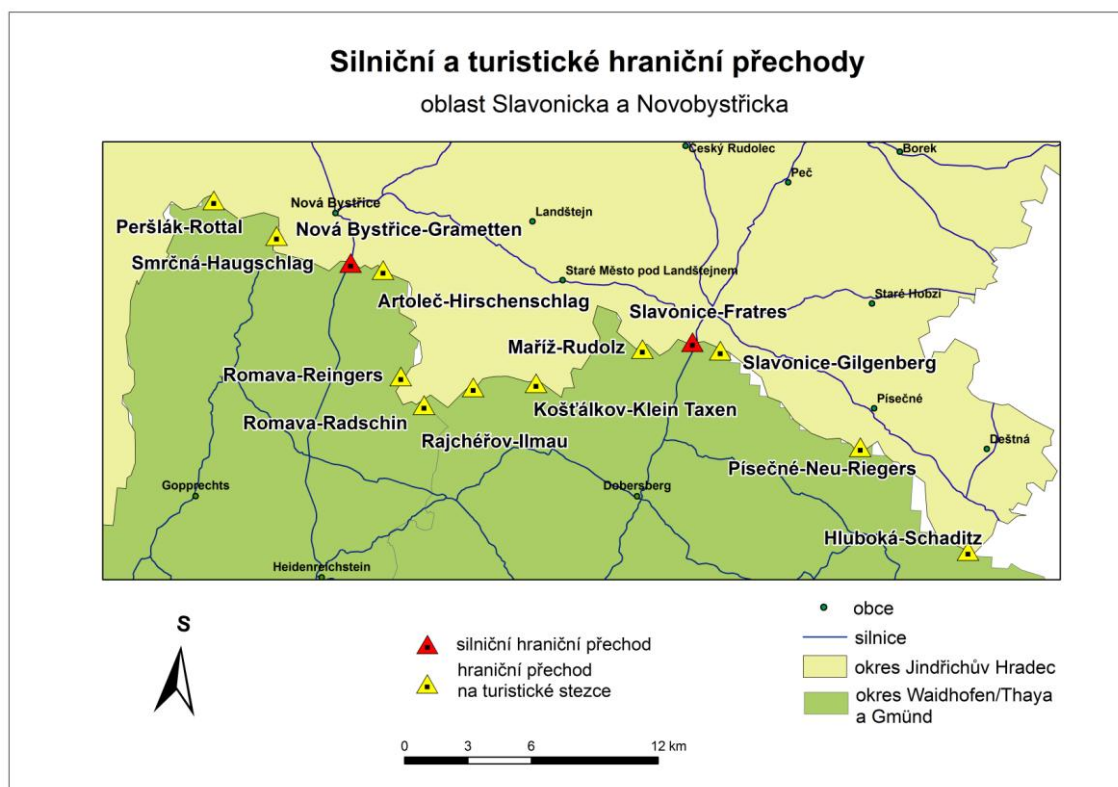 Silniční a turistické hraniční přechody
oblast Slavonicka a Novobystřicka
Český Rudolec
Borek
Peč
Nová Bystřice
Landštejn
Peršlák-Rottal
Nová Bystřice-Grametten
Smrčná-Haugschlag
Staré Město pod Landštejnem
Artoleč-Hirschenschlag
Staré Hobzí
Slavonice-Fratres
Maříž-Rudolz
Slavonice-Gilgenberg
Romava-Reingers
Košťálkov-Klein Taxen
Písečné
Romava-Radschin
Rajchéřov-Ilmau
Deštná
Písečné-Neu-Riegers
Gopprechts
Dobersberg
Hluboká-Schaditz
Heidenreichstein
S
silniční hraniční přechod
hraniční přechod
na turistické stezce
obce
silnice
okres Jindřichův Hradec
okres Waidhofen/Thaya
a Gmünd
0 3 6 12 km